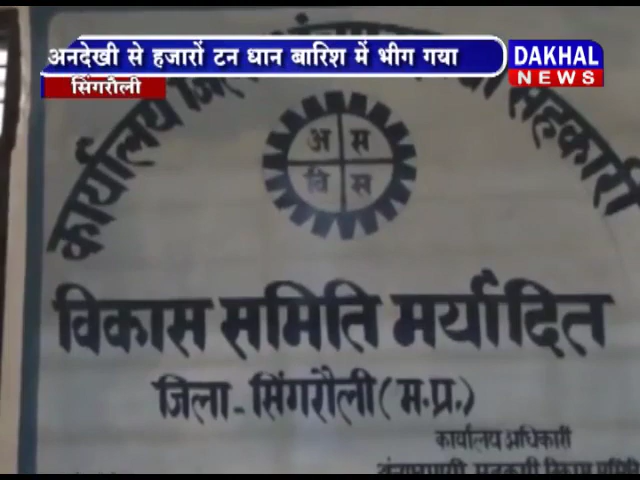 अनदेखी से हजारों टन धान बारिश में भीग गया
सिंगरौली
DAKHAL
NEWS
कार्यालय जिला सहकारी
अ स
वि स
विकास समिति मर्यादित
जिला - सिंगरौली (म.प्र.)
कार्यालय अधिकारी